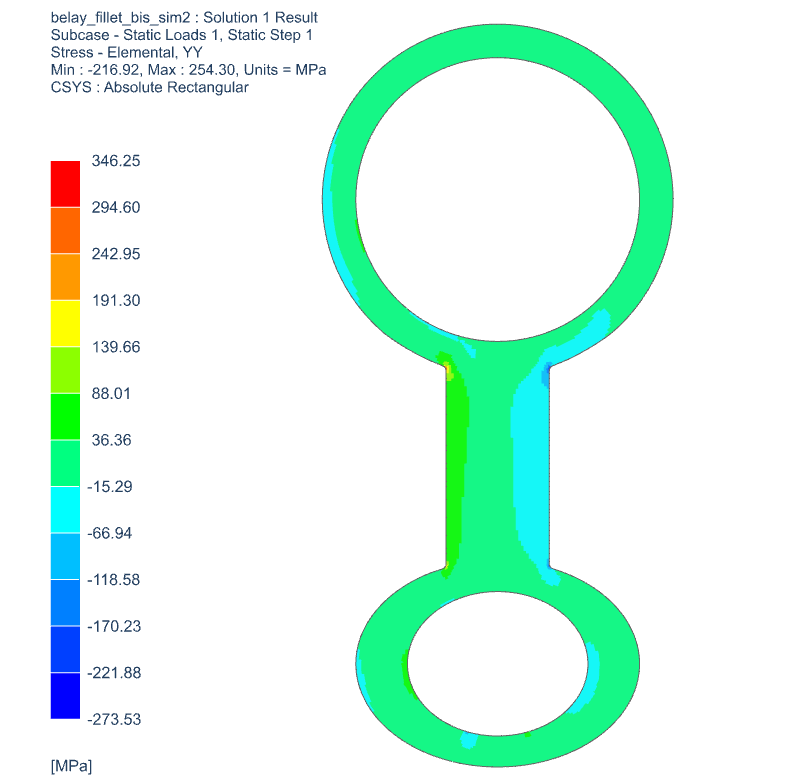 belay_fillet_bis_sim2 : Solution 1 Result
Subcase - Static Loads 1, Static Step 1
Stress - Elemental, YY
Min : -216.92, Max : 254.30, Units = MPa
CSYS : Absolute Rectangular
346.25
294.60
242.95
191.30
139.66
88.01
36.36
-15.29
-66.94
-118.58
-170.23
-221.88
-273.53
[MPa]